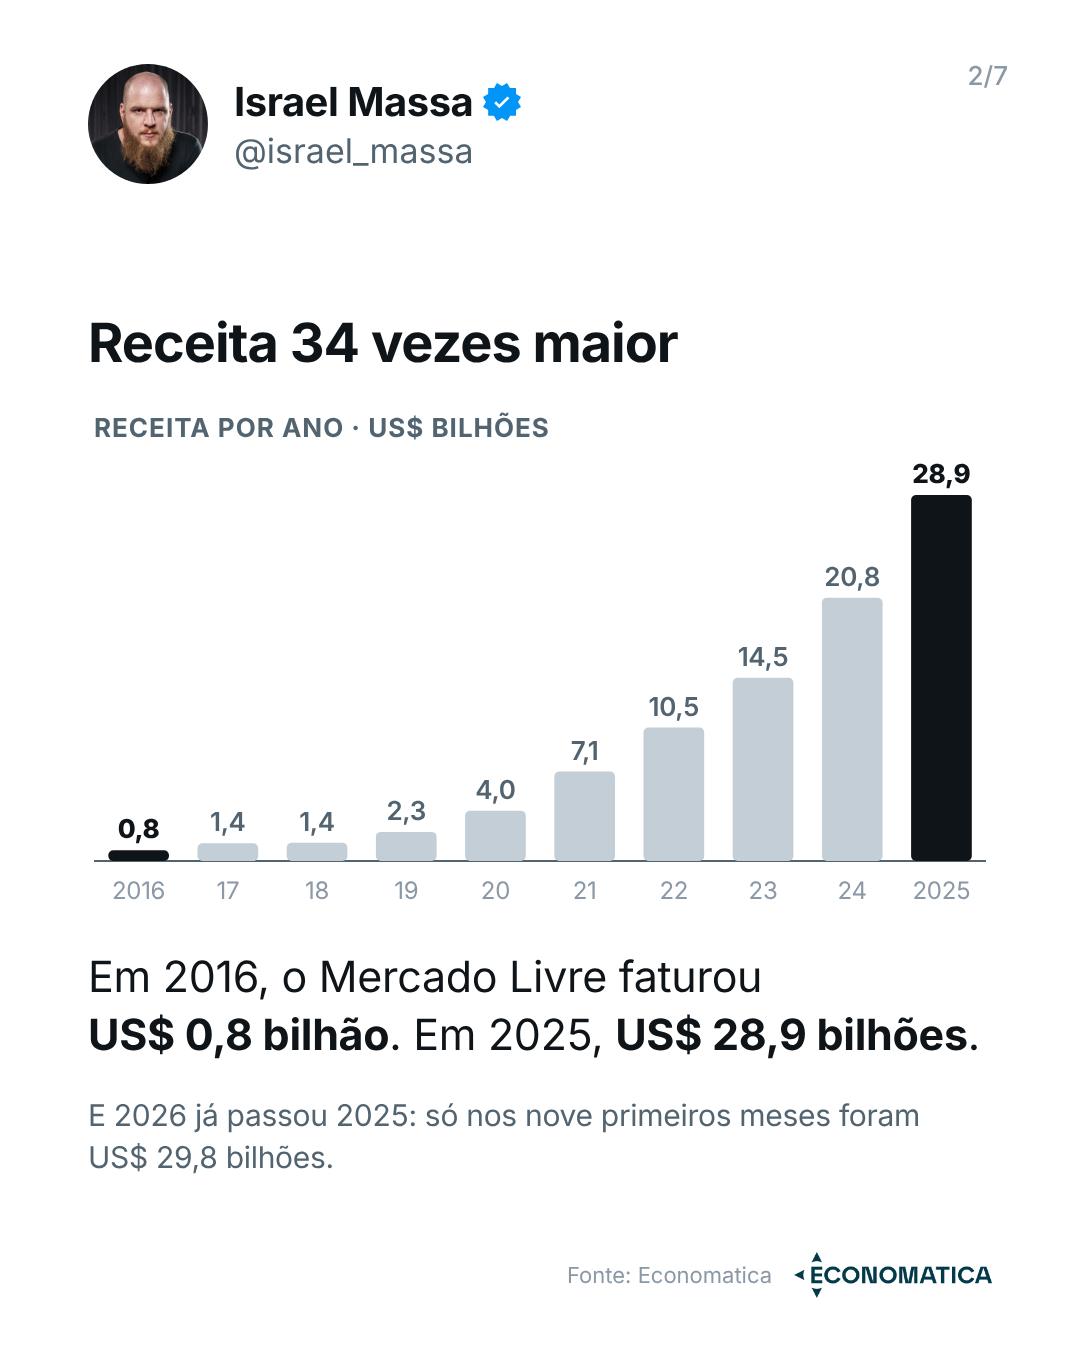 Israel Massa
@israel_massa
2/7
Receita 34 vezes maior
RECEITA POR ANO · US$ BILHÕES
0,8
1,4
1,4
2,3
4,0
7,1
10,5
14,5
20,8
28,9
2016 17 18 19 20 21 22 23 24 2025
Em 2016, o Mercado Livre faturou
US$ 0,8 bilhão. Em 2025, US$ 28,9 bilhões.
E 2026 já passou 2025: só nos nove primeiros meses foram
US$ 29,8 bilhões.
Fonte: Economatica ECONOMATICA